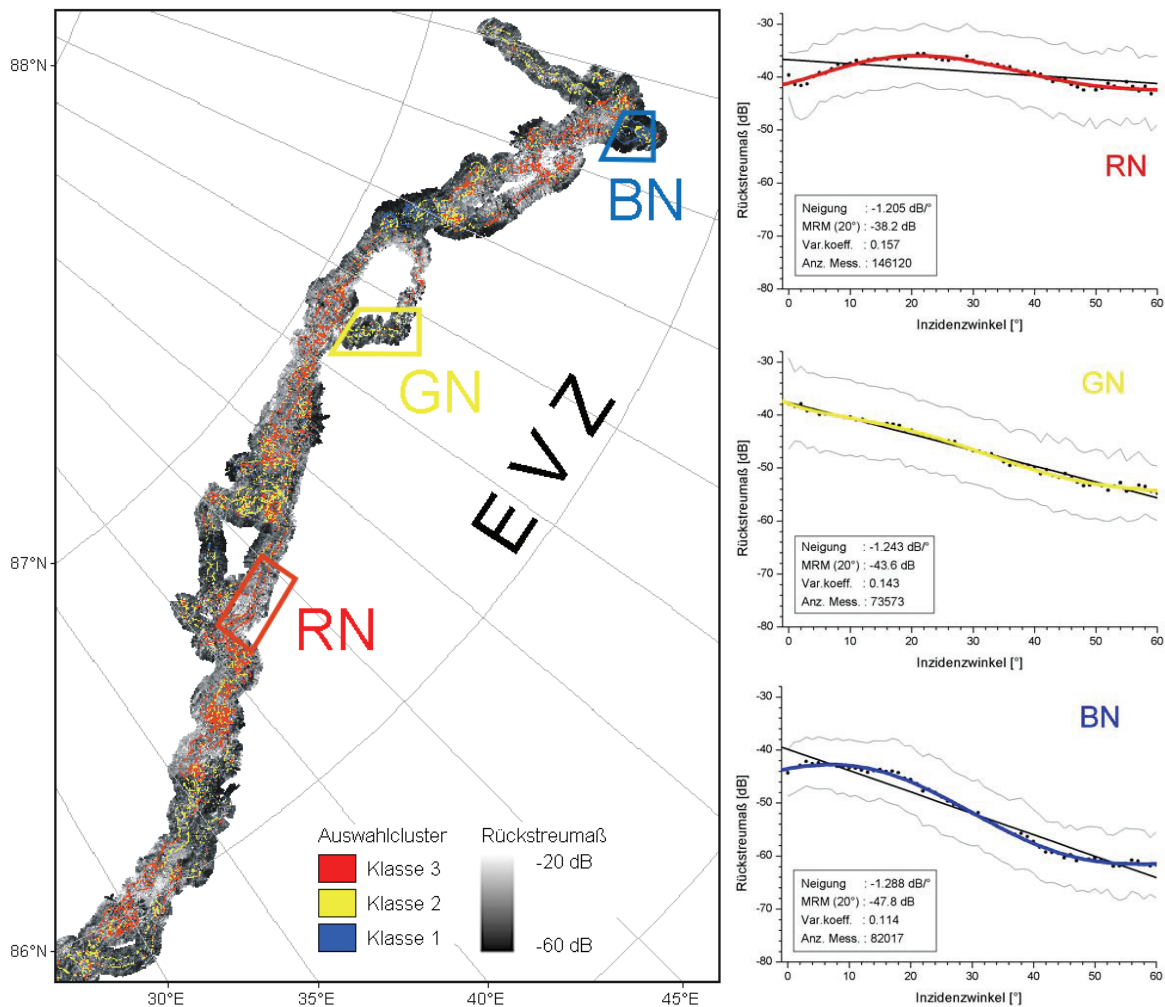 88°N
87°N
86°N
30°E
35°E
40°E
45°E
BN
GN
EVZ
RN
Auswahlcluster
Klasse 3
Klasse 2
Klasse 1
Rückstreumaß
-20 dB
-60 dB
-30
-40
-50
-60
-70
-80
Rückstreumaß [dB]
RN
Neigung : -1.205 dB/°
MRM (20°) : -38.2 dB
Var.koeff. : 0.157
Anz. Mess. : 146120
0 10 20 30 40 50 60
Inzidenzwinkel [°]
-30
-40
-50
-60
-70
-80
Rückstreumaß [dB]
GN
Neigung : -1.243 dB/°
MRM (20°) : -43.6 dB
Var.koeff. : 0.143
Anz. Mess. : 73573
0 10 20 30 40 50 60
Inzidenzwinkel [°]
-30
-40
-50
-60
-70
-80
Rückstreumaß [dB]
BN
Neigung : -1.288 dB/°
MRM (20°) : -47.8 dB
Var.koeff. : 0.114
Anz. Mess. : 82017
0 10 20 30 40 50 60
Inzidenzwinkel [°]